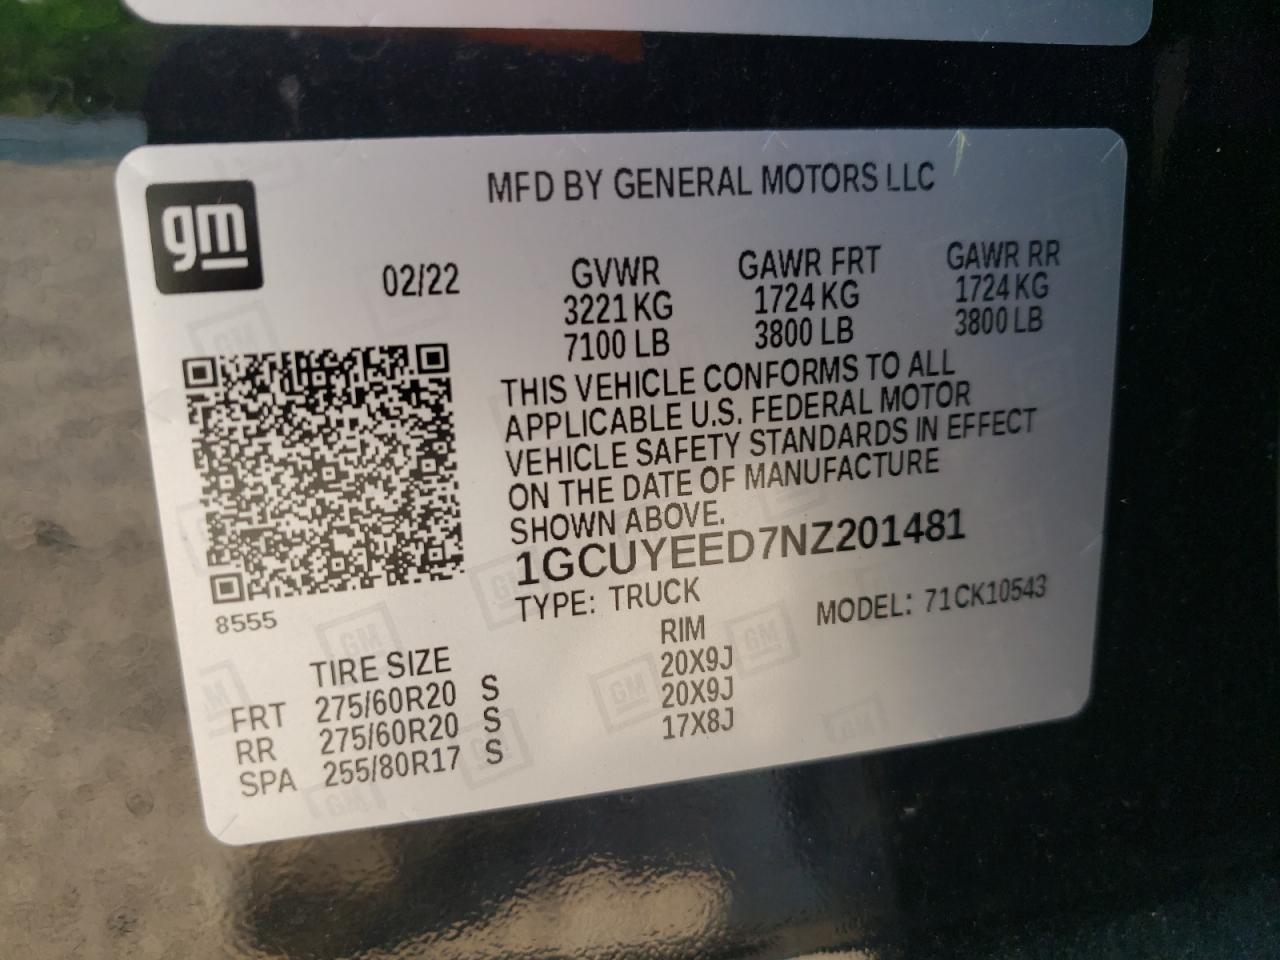 gm
MFD BY GENERAL MOTORS LLC
02/22
GVWR
3221 KG
7100 LB
GAWR FRT
1724 KG
3800 LB
GAWR RR
1724 KG
3800 LB
THIS VEHICLE CONFORMS TO ALL
APPLICABLE U.S. FEDERAL MOTOR
VEHICLE SAFETY STANDARDS IN EFFECT
ON THE DATE OF MANUFACTURE
SHOWN ABOVE.
1GCUYEED7NZ201481
TYPE: TRUCK
MODEL: 71CK10543
8555
TIRE SIZE RIM
FRT 275/60R20 S 20X9J
RR 275/60R20 S 20X9J
SPA 255/80R17 S 17X8J